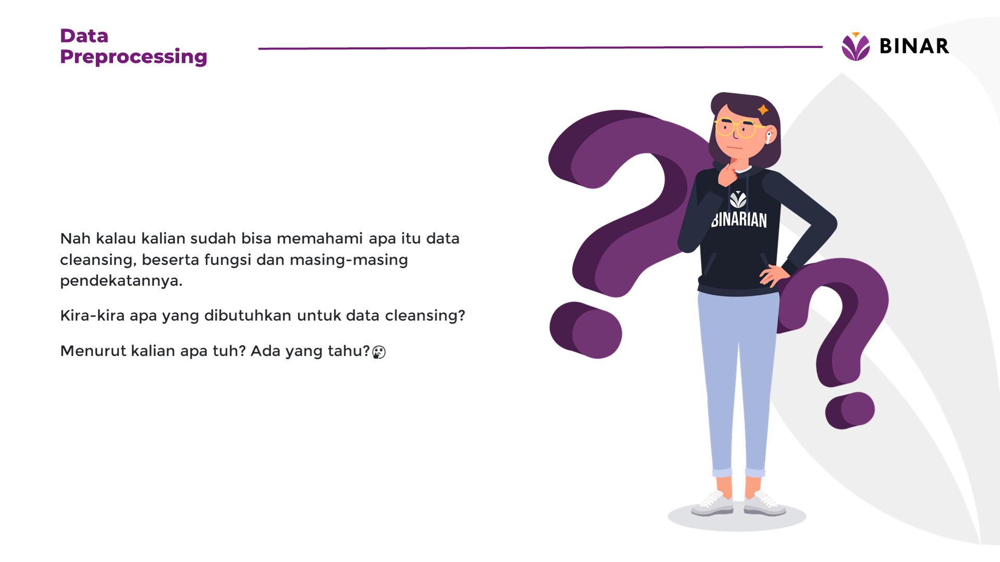 Data
Preprocessing
BINAR
BINARIAN
Nah kalau kalian sudah bisa memahami apa itu data
cleansing, beserta fungsi dan masing-masing
pendekatannya.
Kira-kira apa yang dibutuhkan untuk data cleansing?
Menurut kalian apa tuh? Ada yang tahu?🤔